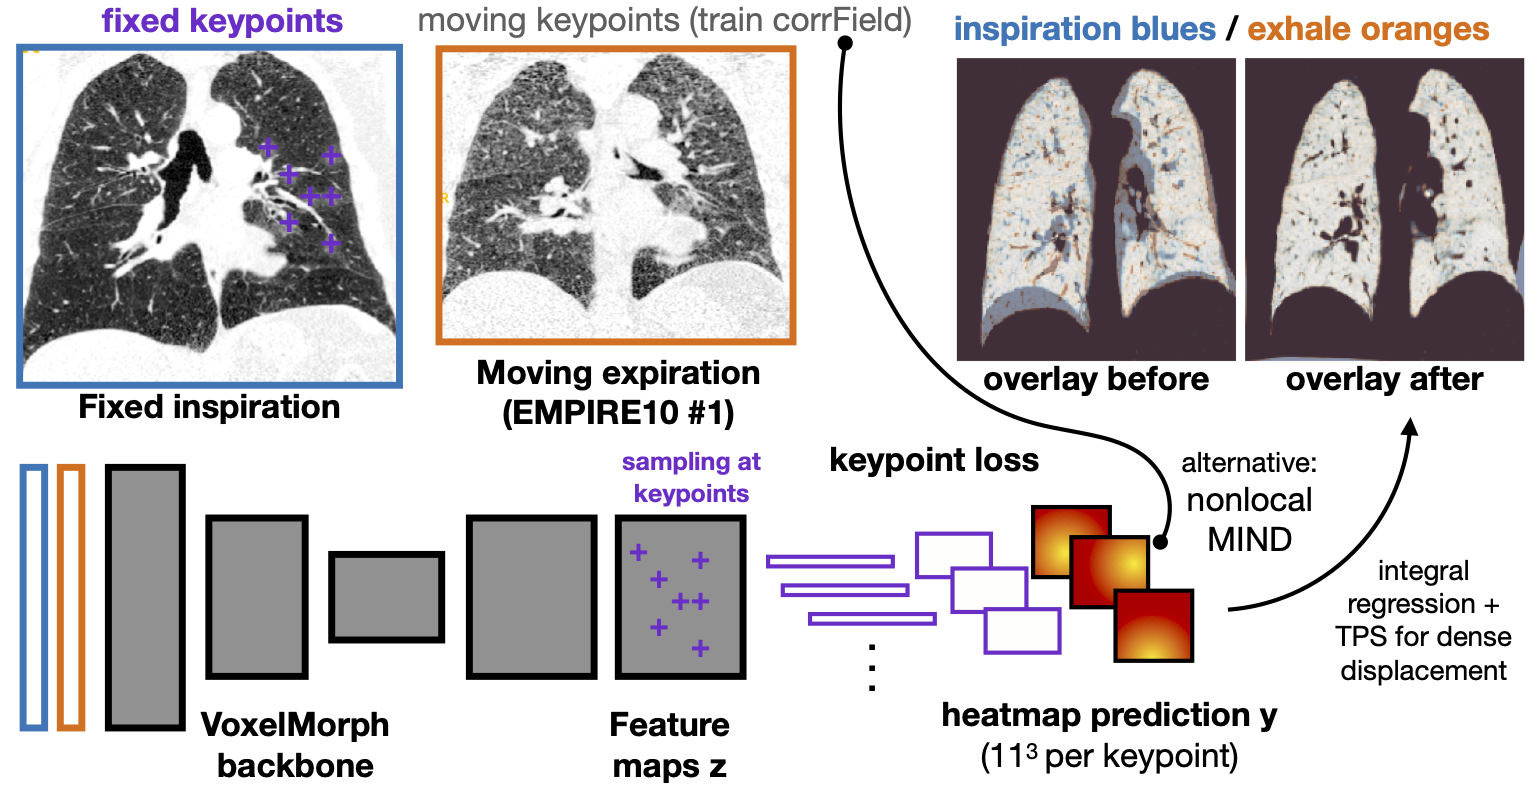 fixed keypoints
moving keypoints (train corrField)
inspiration blues / exhale oranges
R
Fixed inspiration
Moving expiration
(EMPIRE10 #1)
overlay before
overlay after
sampling at
keypoints
keypoint loss
alternative:
nonlocal
MIND
integral
regression +
TPS for dense
displacement
VoxelMorph
backbone
Feature
maps z
heatmap prediction y
(11³ per keypoint)